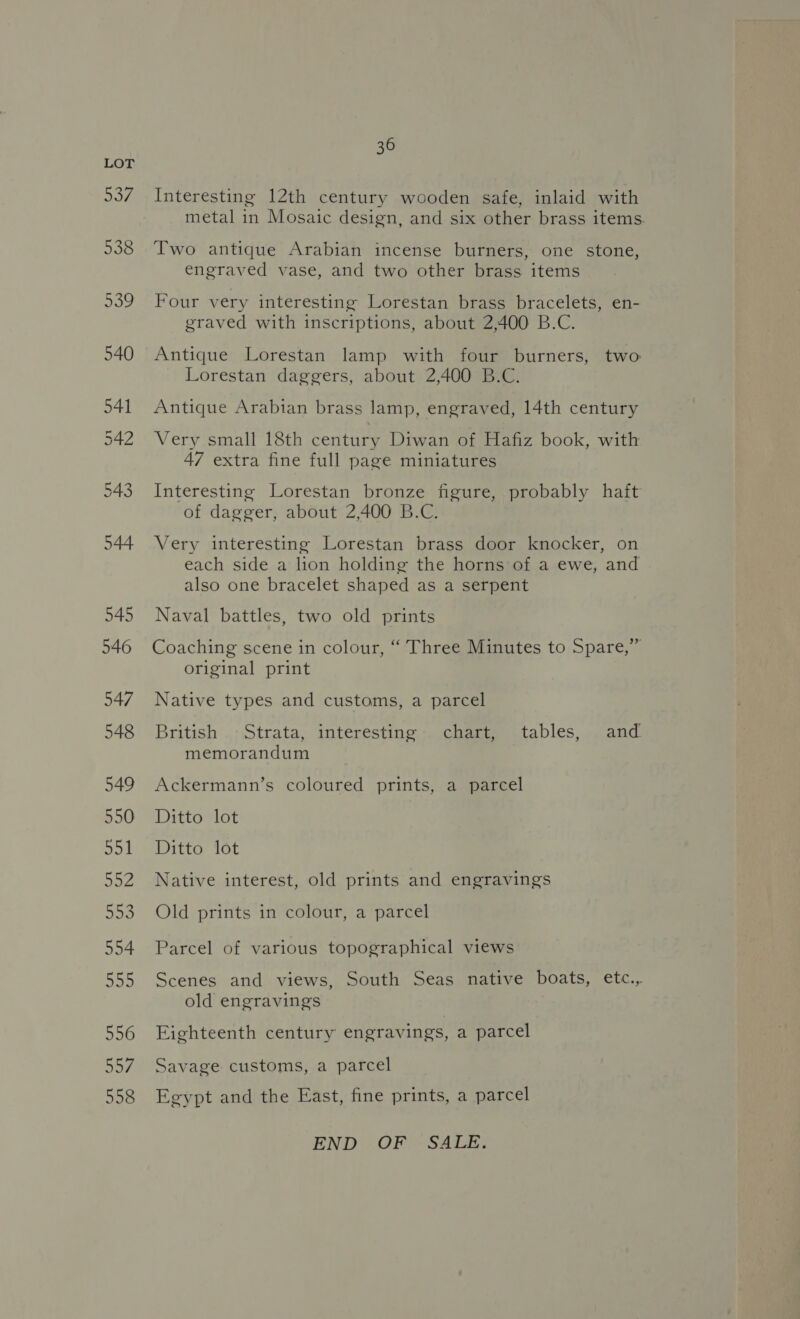 36
LOT
537 Interesting 12th century wooden safe, inlaid with
metal in Mosaic design, and six other brass items
538 Two antique Arabian incense burners, one stone,
engraved vase, and two other brass items
539 Four very interesting Lorestan brass bracelets, en-
graved with inscriptions, about 2,400 B.C.
540 Antique Lorestan lamp with four burners, two
Lorestan daggers, about 2,400 B.C.
541 Antique Arabian brass lamp, engraved, 14th century
542 Very small 18th century Diwan of Hafiz book, with
47 extra fine full page miniatures
543 Interesting Lorestan bronze figure, probably haft
of dagger, about 2,400 B.C.
544 Very interesting Lorestan brass door knocker, on
each side a lion holding the horns of a ewe, and
also one bracelet shaped as a serpent
545 Naval battles, two old prints
546 Coaching scene in colour, “ Three Minutes to Spare,”
original print
547 Native types and customs, a parcel
548 British Strata, interesting chart, tables, and
memorandum
549 Ackermann’s coloured prints, a parcel
550 Ditto lot
551 Ditto lot
552 Native interest, old prints and engravings
553 Old prints in colour, a parcel
554 Parcel of various topographical views
555 Scenes and views, South Seas native boats, etc.,
old engravings
556 Eighteenth century engravings, a parcel
557 Savage customs, a parcel
558 Egypt and the East, fine prints, a parcel
END OF SALE.